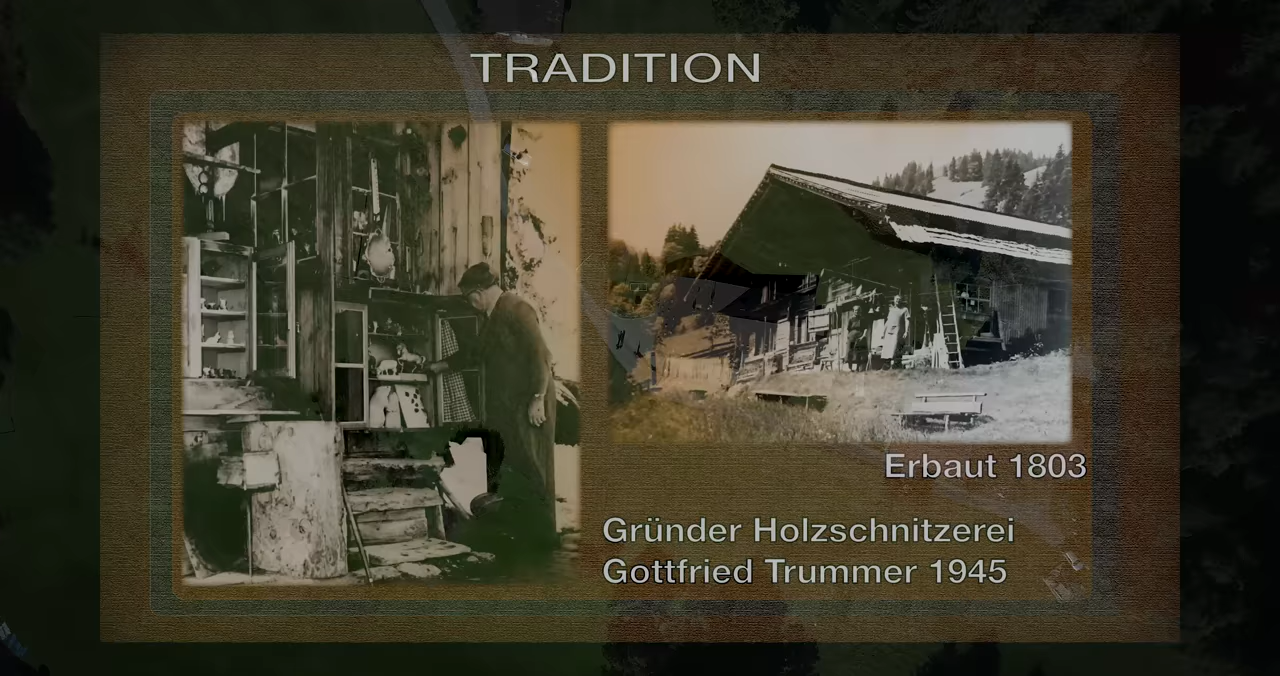 TRADITION
Erbaut 1803
Gründer Holzschnitzerei
Gottfried Trummer 1945